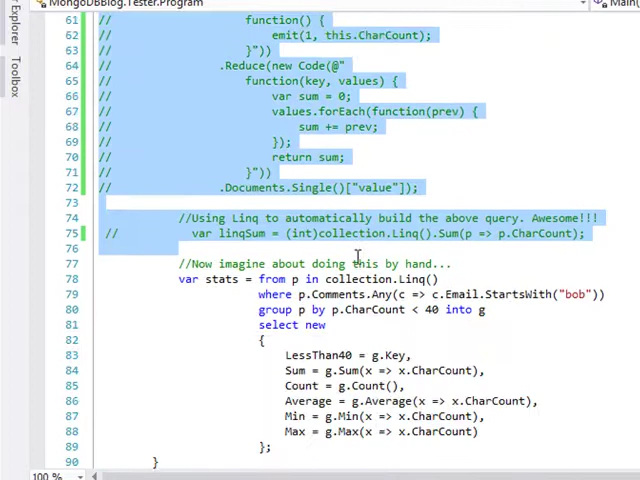 MongoDBBlog.Tester.Program
Main(
r Explorer
Toolbox
61 // function() {
62 // emit(1, this.CharCount);
63 // }"))
64 // .Reduce(new Code(@"
65 // function(key, values) {
66 // var sum = 0;
67 // values.forEach(function(prev) {
68 // sum += prev;
69 // });
70 // return sum;
71 // }"))
72 // .Documents.Single()["value"]);
73
74 //Using Linq to automatically build the above query. Awesome!!!
75 // var linqSum = (int)collection.Linq().Sum(p => p.CharCount);
76
77 //Now imagine about doing this by hand...
78 var stats = from p in collection.Linq()
79 where p.Comments.Any(c => c.Email.StartsWith("bob"))
80 group p by p.CharCount < 40 into g
81 select new
82 {
83 LessThan40 = g.Key,
84 Sum = g.Sum(x => x.CharCount),
85 Count = g.Count(),
86 Average = g.Average(x => x.CharCount),
87 Min = g.Min(x => x.CharCount),
88 Max = g.Max(x => x.CharCount)
89 };
90 }
100 %